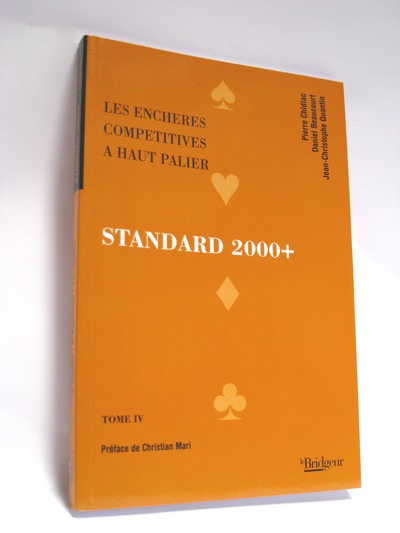 LES ENCHERES
COMPETITIVES
A HAUT PALIER
Pierre Chidiac
Daniel Beaucourt
Jean-Christophe Quantin
STANDARD 2000+
TOME IV
Préface de Christian Mari
le Bridgeur